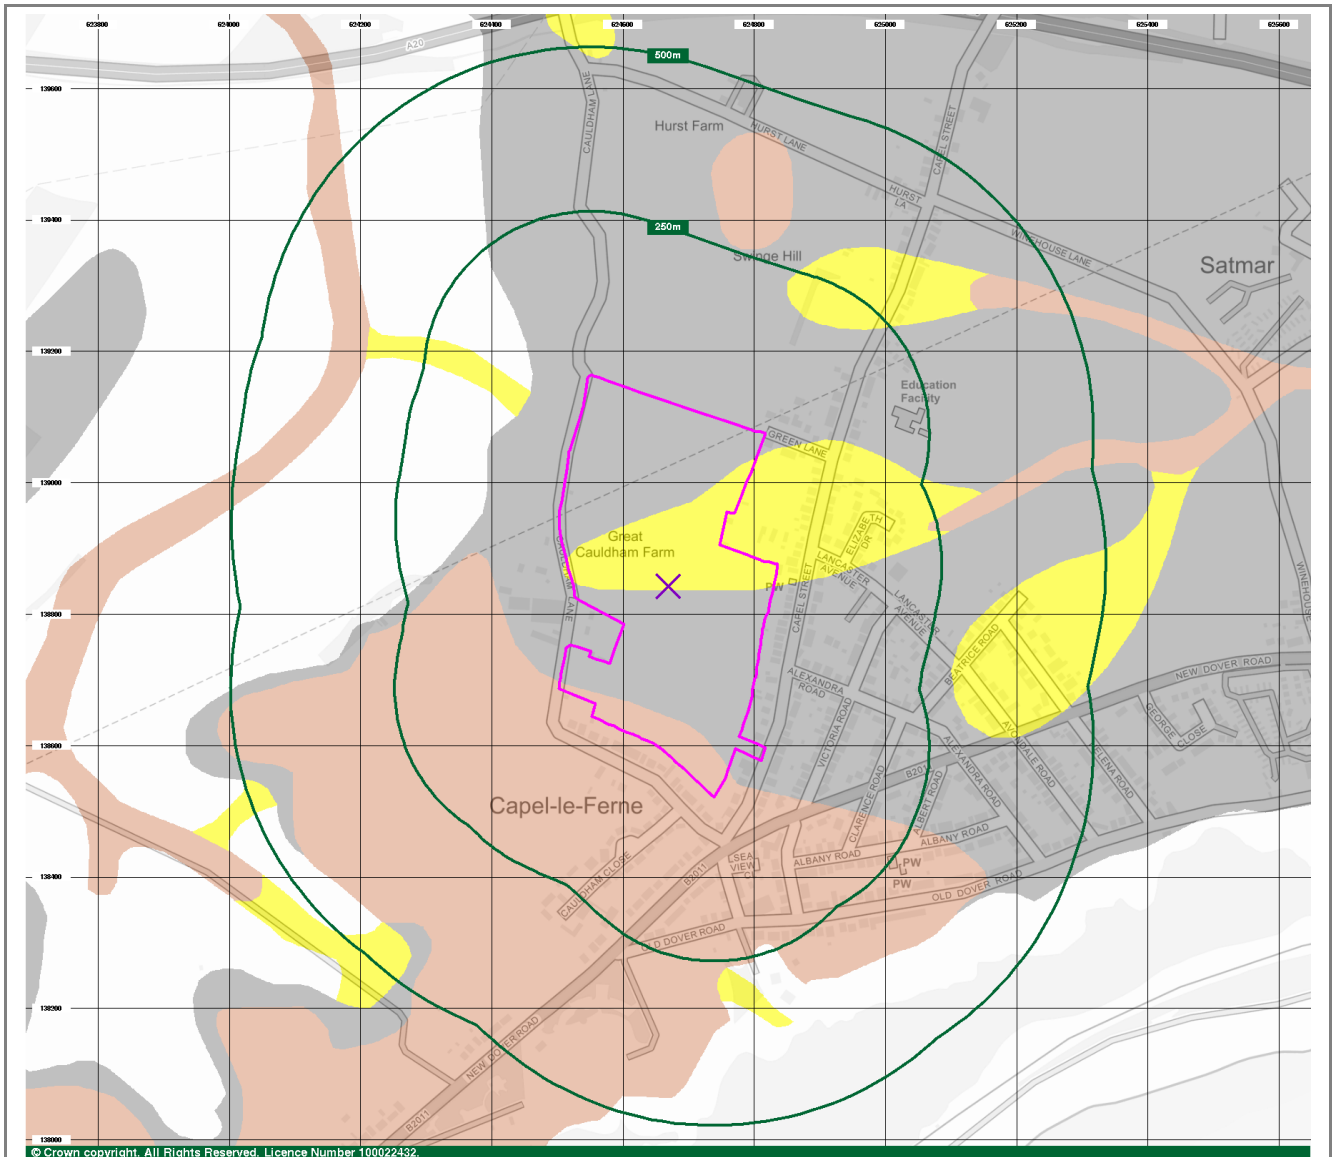 623800
624000
624200
624400
624600
624800
625000
625200
625400
625600
A20
500m
139600
CAULDHAM LANE
Hurst Farm
HURST LANE
CAPEL STREET
HURST
LA
139400
250m
WINEHOUSE LANE
Swinge Hill
Satmar
139200
Education
Facility
GREEN LANE
139000
Great
Cauldham Farm
CAULDHAM LANE
ELIZABETH
DR
LANCASTER
AVENUE
PW
CAPEL STREET
LANCASTER
AVENUE
WINEHOUSE
138800
BEATRICE ROAD
NEW DOVER ROAD
ALEXANDRA
ROAD
VICTORIA ROAD
GEORGE
CLOSE
AVONDALE ROAD
HELENA ROAD
138600
ALEXANDRA
ROAD
B2011
CLARENCE ROAD
ALBERT ROAD
Capel-le-Ferne
ALBANY ROAD
ALBANY ROAD
LSEA
VIEW
CL
PW
PW
138400
CAULDHAM CLOSE
B2011
OLD DOVER ROAD
OLD DOVER ROAD
138200
NEW DOVER ROAD
B2011
138000
© Crown copyright. All Rights Reserved. Licence Number 100022432.